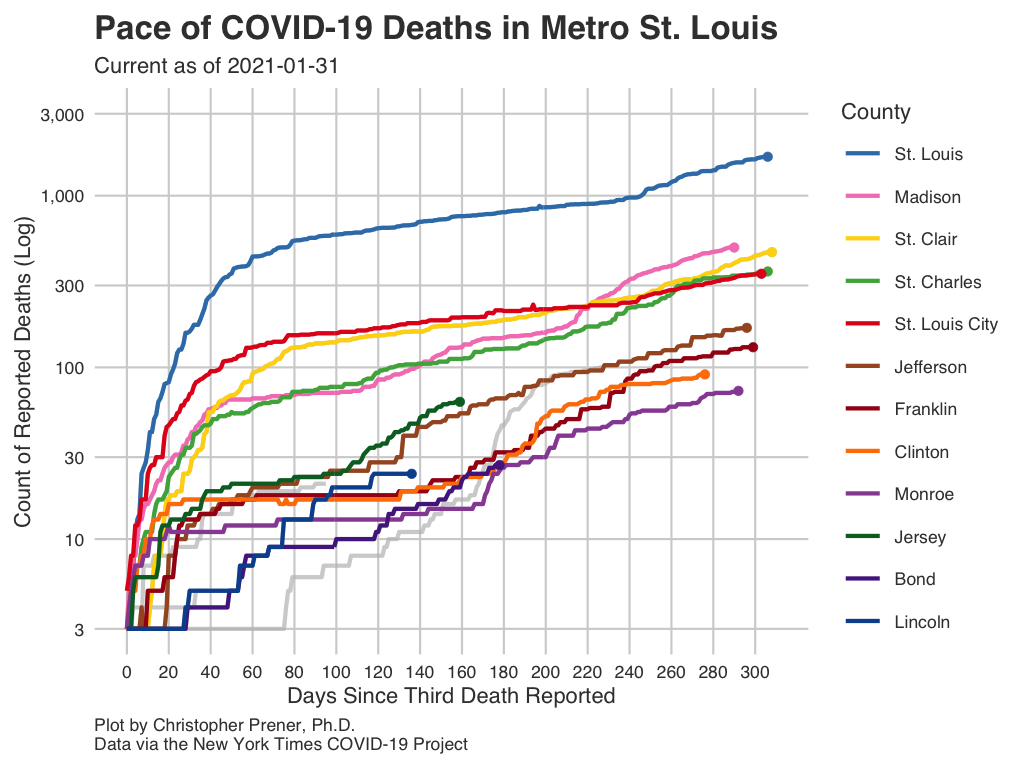 Pace of COVID-19 Deaths in Metro St. Louis
Current as of 2021-01-31
Count of Reported Deaths (Log)
3,000
1,000
300
100
30
10
3
0 20 40 60 80 100 120 140 160 180 200 220 240 260 280 300
Days Since Third Death Reported
County
St. Louis
Madison
St. Clair
St. Charles
St. Louis City
Jefferson
Franklin
Clinton
Monroe
Jersey
Bond
Lincoln
Plot by Christopher Prener, Ph.D.
Data via the New York Times COVID-19 Project